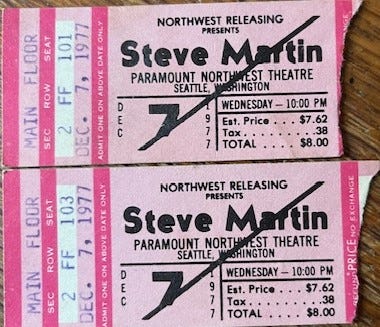 MAIN FLOOR
SEC ROW SEAT
2 FF 101
DEC. 7, 1977
ADMIT ONE ON ABOVE DATE ONLY
NORTHWEST RELEASING
PRESENTS
Steve Martin
PARAMOUNT NORTHWEST THEATRE
SEATTLE, WASHINGTON
DEC 7 1977
WEDNESDAY — 10:00 PM
Est. Price .... $7.62
Tax ............... .38
TOTAL ....... $8.00
MAIN FLOOR
SEC ROW SEAT
2 FF 103
DEC. 7, 1977
ADMIT ONE ON ABOVE DATE ONLY
NORTHWEST RELEASING
PRESENTS
Steve Martin
PARAMOUNT NORTHWEST THEATRE
SEATTLE, WASHINGTON
DEC 7 1977
WEDNESDAY — 10:00 PM
Est. Price .... $7.62
Tax ............... .38
TOTAL ....... $8.00
PRICE
NO EXCHANGE